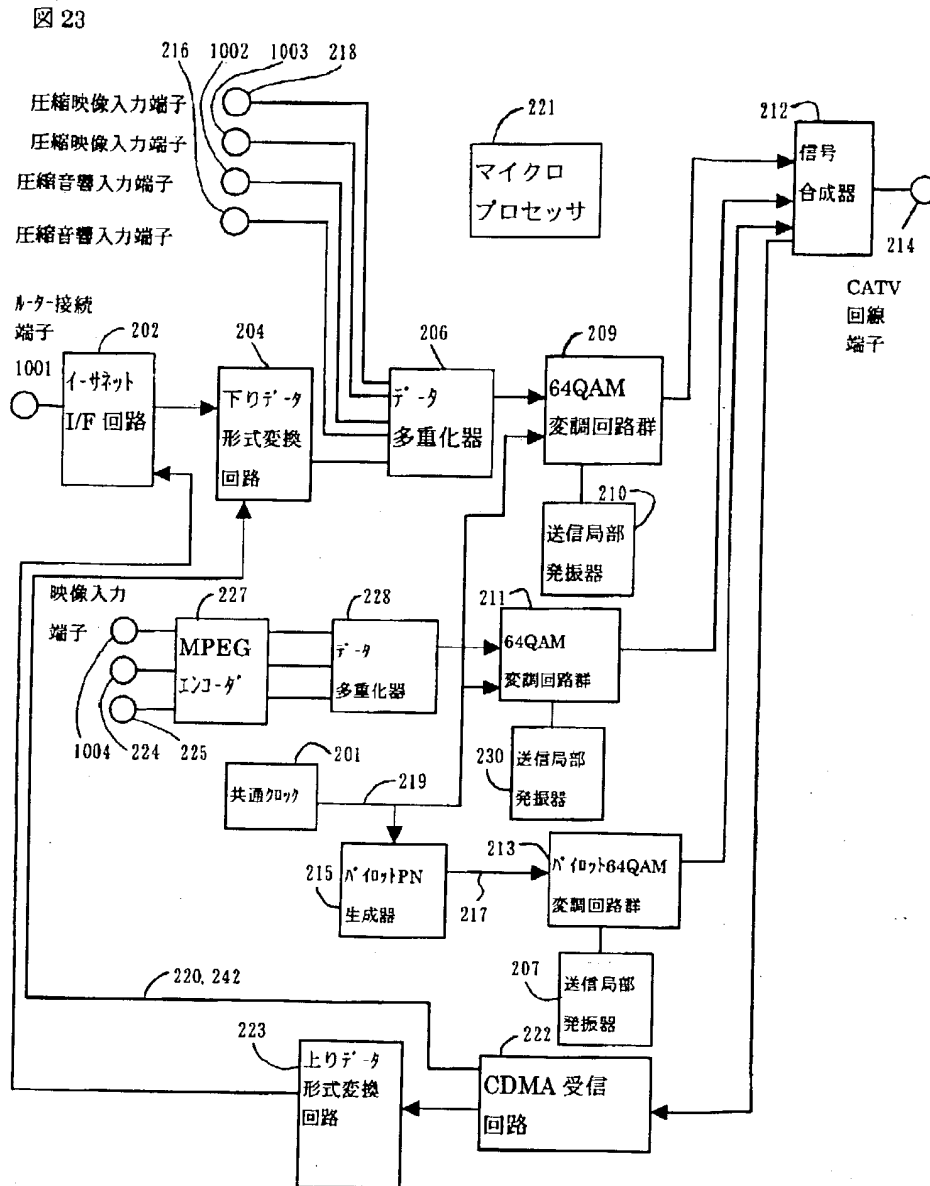 図 23
216
1002
1003
218
圧縮映像入力端子
圧縮映像入力端子
圧縮音響入力端子
圧縮音響入力端子
221
マイクロ
プロセッサ
212
信号
合成器
214
CATV
回線
端子
ﾙｰﾀｰ接続
端子
1001
202
ｲｰｻﾈｯﾄ
I/F 回路
204
下りﾃﾞｰﾀ
形式変換
回路
206
ﾃﾞｰﾀ
多重化器
209
64QAM
変調回路群
210
送信局部
発振器
映像入力
端子
1004
224
225
227
MPEG
ｴﾝｺｰﾀﾞ
228
ﾃﾞｰﾀ
多重化器
211
64QAM
変調回路群
230
送信局部
発振器
201
共通ｸﾛｯｸ
219
215
ﾊﾟｲﾛｯﾄPN
生成器
217
213
ﾊﾟｲﾛｯﾄ64QAM
変調回路群
207
送信局部
発振器
220, 242
223
上りﾃﾞｰﾀ
形式変換
回路
222
CDMA 受信
回路